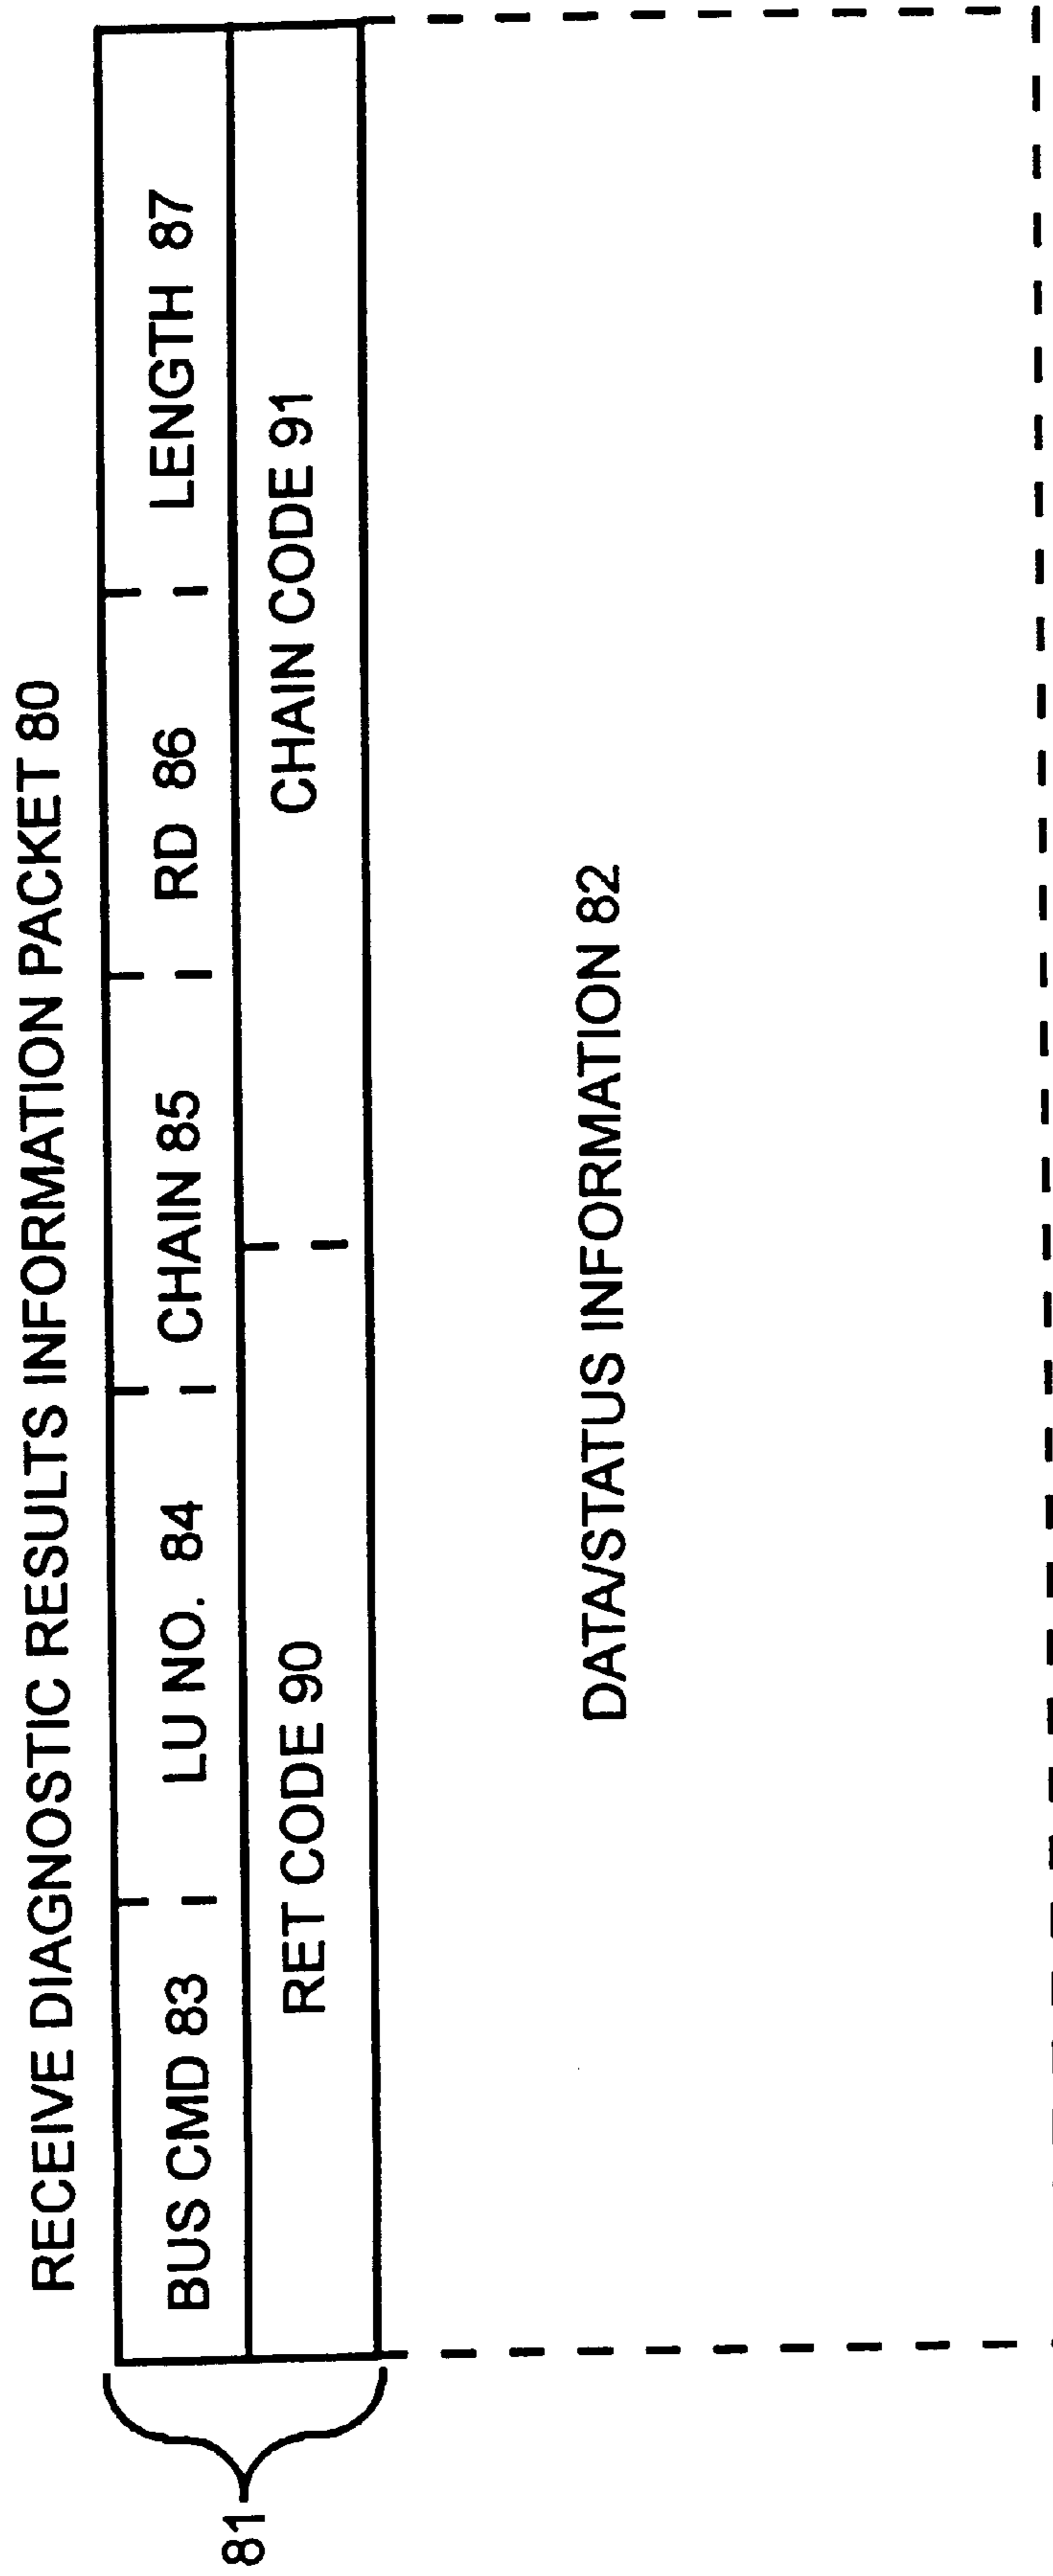 RECEIVE DIAGNOSTIC RESULTS INFORMATION PACKET 80
BUS CMD 83 LU NO. 84 CHAIN 85 RD 86 LENGTH 87
81
RET CODE 90 CHAIN CODE 91
DATA/STATUS INFORMATION 82